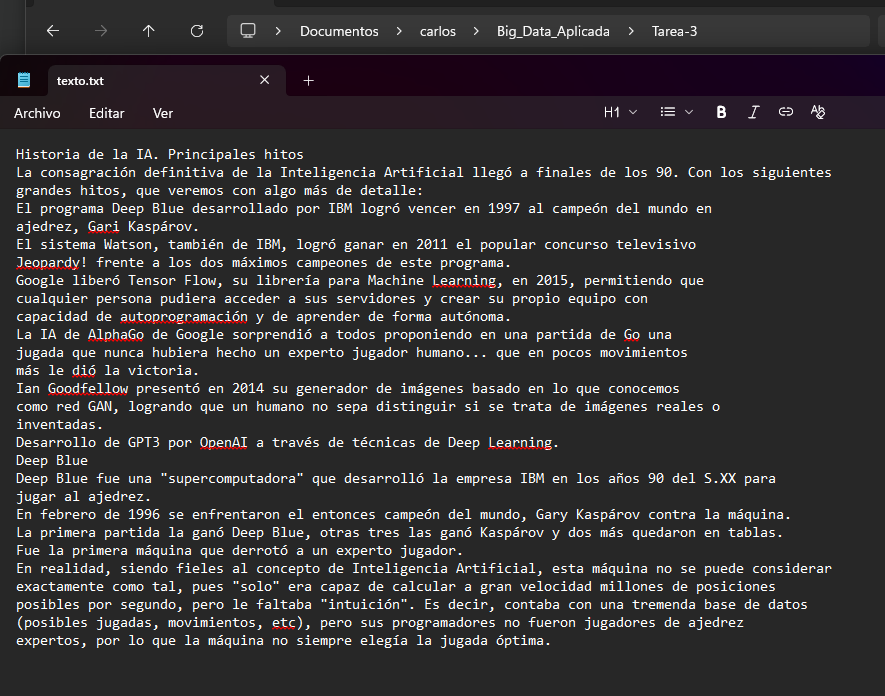 Documentos > carlos > Big_Data_Aplicada > Tarea-3
texto.txt
Archivo Editar Ver H1 B I
Historia de la IA. Principales hitos
La consagración definitiva de la Inteligencia Artificial llegó a finales de los 90. Con los siguientes
grandes hitos, que veremos con algo más de detalle:
El programa Deep Blue desarrollado por IBM logró vencer en 1997 al campeón del mundo en
ajedrez, Gari Kaspárov.
El sistema Watson, también de IBM, logró ganar en 2011 el popular concurso televisivo
Jeopardy! frente a los dos máximos campeones de este programa.
Google liberó Tensor Flow, su librería para Machine Learning, en 2015, permitiendo que
cualquier persona pudiera acceder a sus servidores y crear su propio equipo con
capacidad de autoprogramación y de aprender de forma autónoma.
La IA de AlphaGo de Google sorprendió a todos proponiendo en una partida de Go una
jugada que nunca hubiera hecho un experto jugador humano... que en pocos movimientos
más le dió la victoria.
Ian Goodfellow presentó en 2014 su generador de imágenes basado en lo que conocemos
como red GAN, logrando que un humano no sepa distinguir si se trata de imágenes reales o
inventadas.
Desarrollo de GPT3 por OpenAI a través de técnicas de Deep Learning.
Deep Blue
Deep Blue fue una "supercomputadora" que desarrolló la empresa IBM en los años 90 del S.XX para
jugar al ajedrez.
En febrero de 1996 se enfrentaron el entonces campeón del mundo, Gary Kaspárov contra la máquina.
La primera partida la ganó Deep Blue, otras tres las ganó Kaspárov y dos más quedaron en tablas.
Fue la primera máquina que derrotó a un experto jugador.
En realidad, siendo fieles al concepto de Inteligencia Artificial, esta máquina no se puede considerar
exactamente como tal, pues "solo" era capaz de calcular a gran velocidad millones de posiciones
posibles por segundo, pero le faltaba "intuición". Es decir, contaba con una tremenda base de datos
(posibles jugadas, movimientos, etc), pero sus programadores no fueron jugadores de ajedrez
expertos, por lo que la máquina no siempre elegía la jugada óptima.